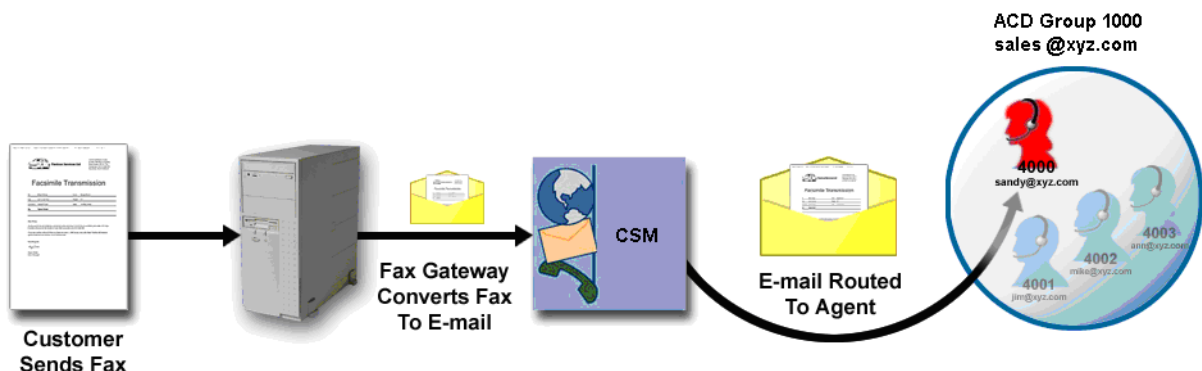 ACD Group 1000
sales @xyz.com
Facsimile Transmission
Customer
Sends Fax
Fax Gateway
Converts Fax
To E-mail
CSM
E-mail Routed
To Agent
4000
sandy@xyz.com
4003
ann@xyz.com
4002
mike@xyz.com
4001
jim@xyz.com